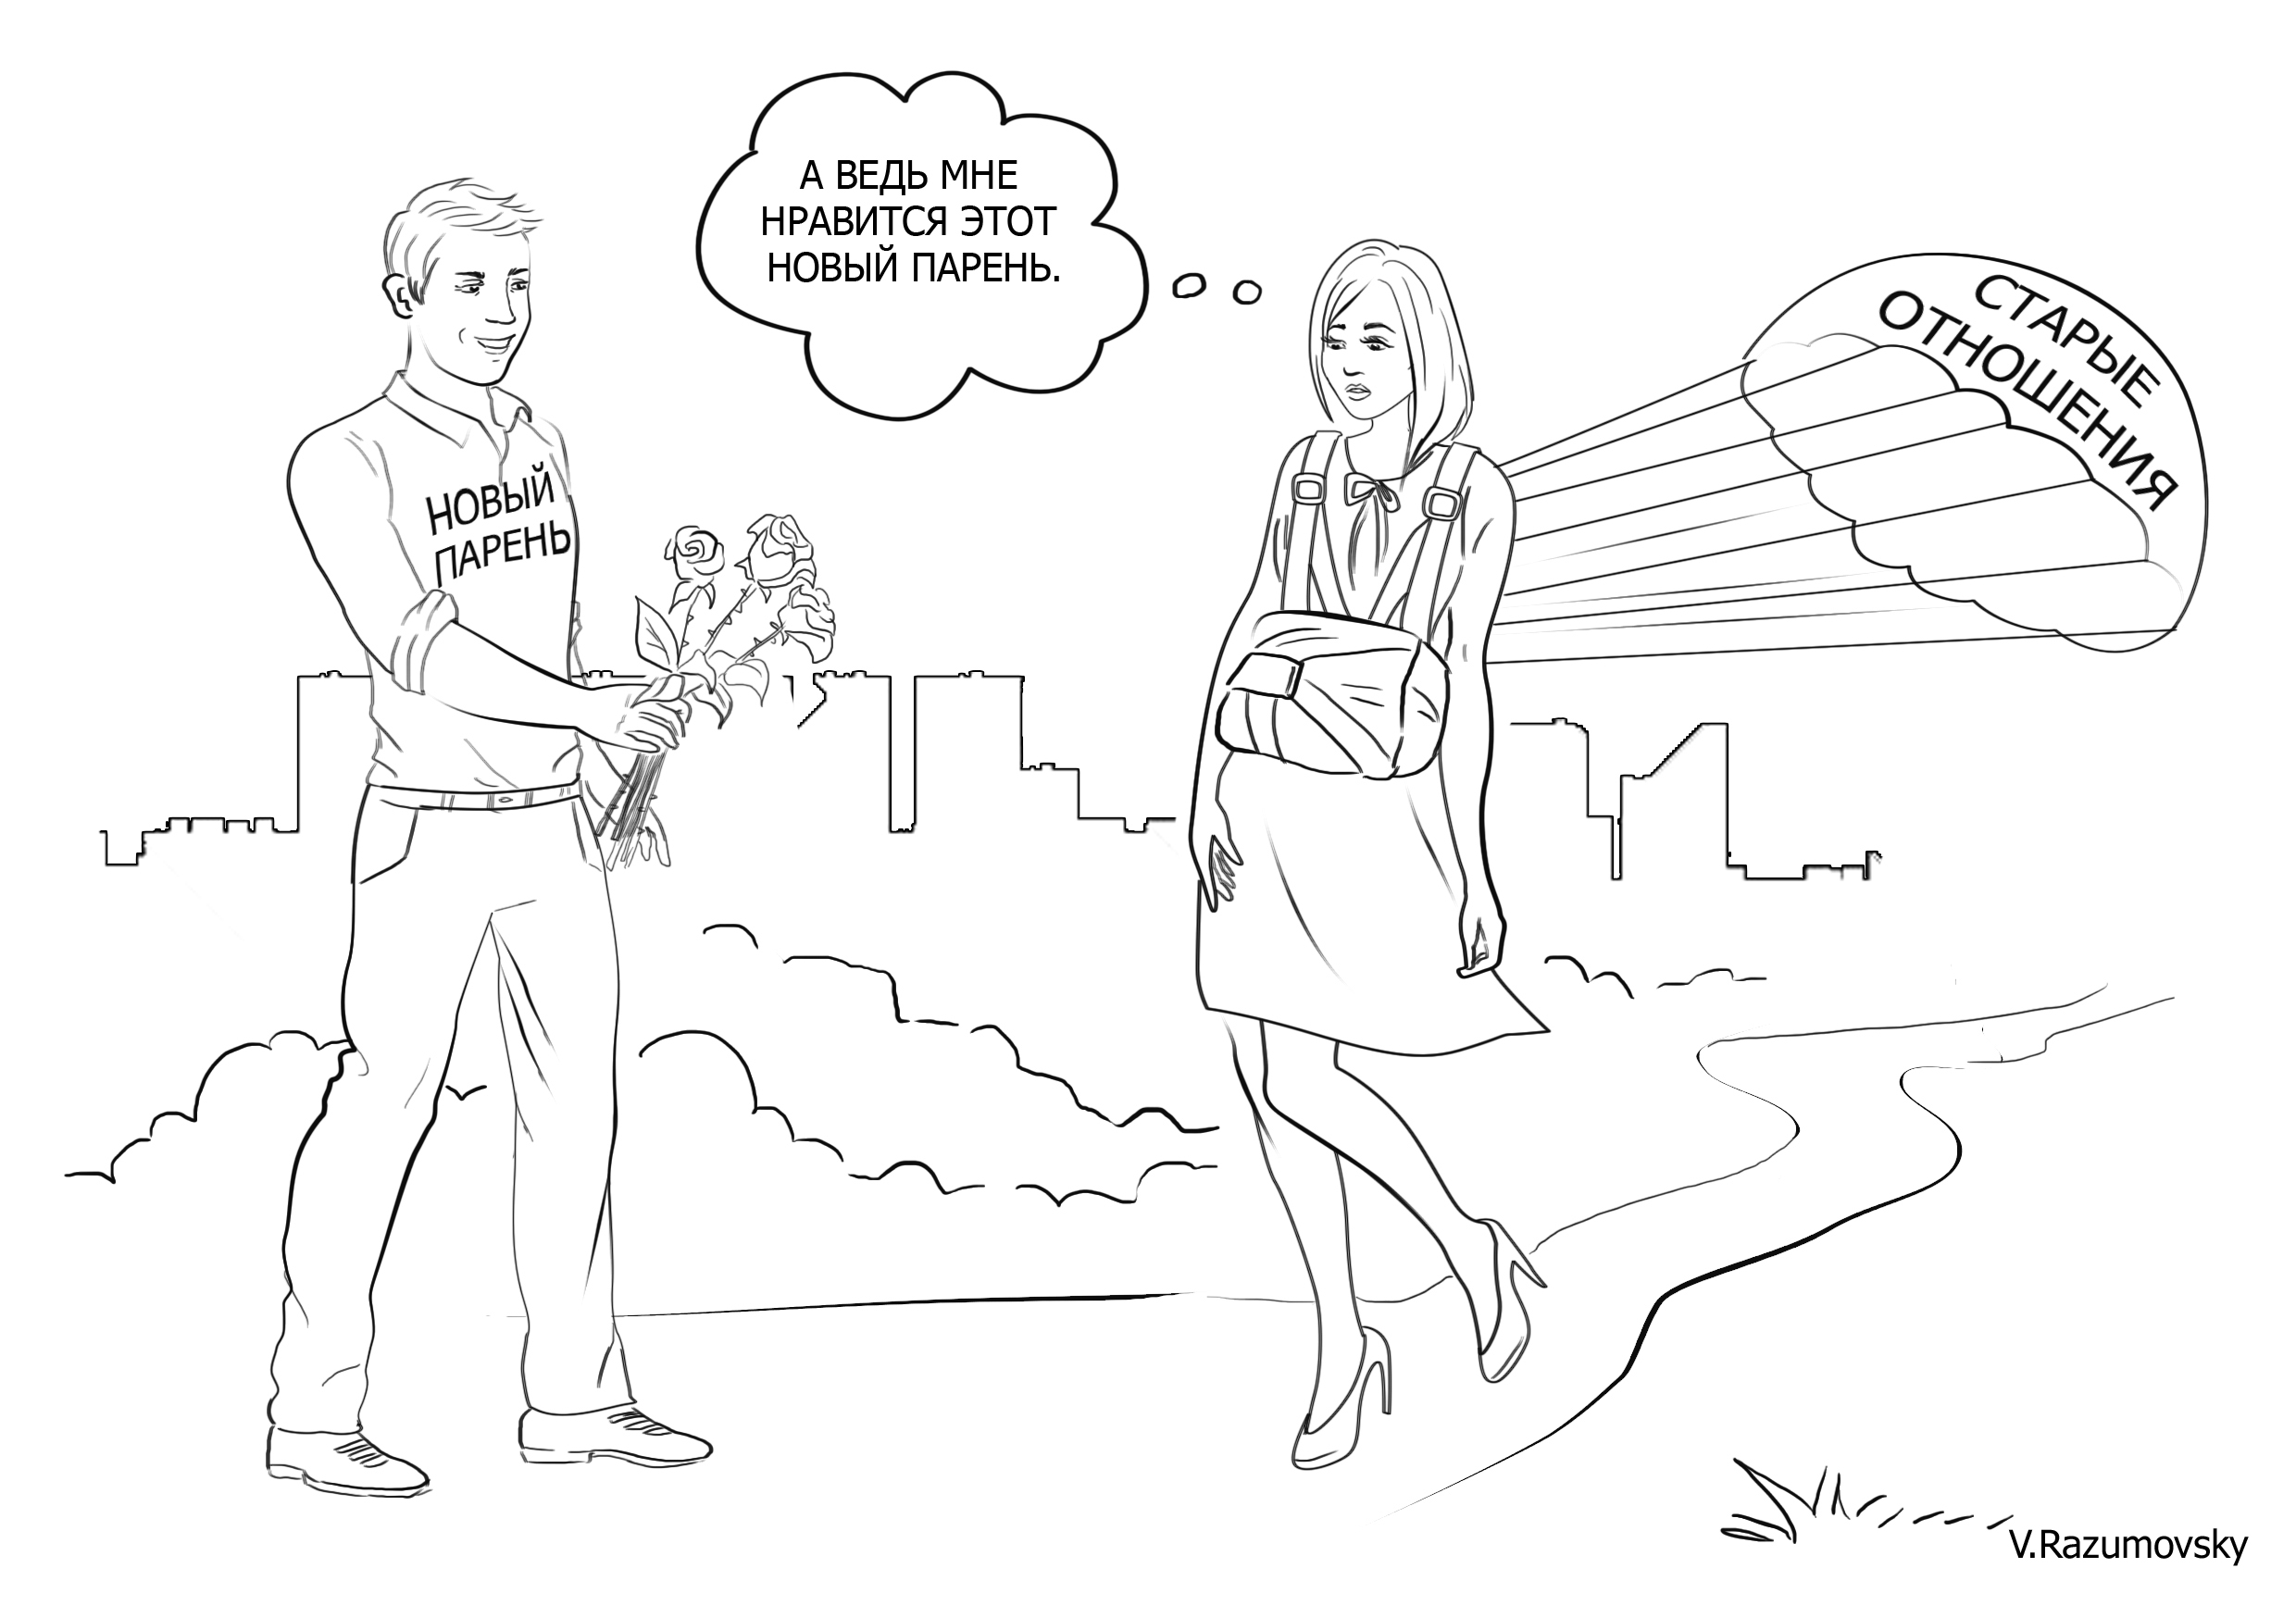 А ВЕДЬ МНЕ
НРАВИТСЯ ЭТОТ
НОВЫЙ ПАРЕНЬ.
НОВЫЙ
ПАРЕНЬ
СТАРЫЕ
ОТНОШЕНИЯ
V.Razumovsky